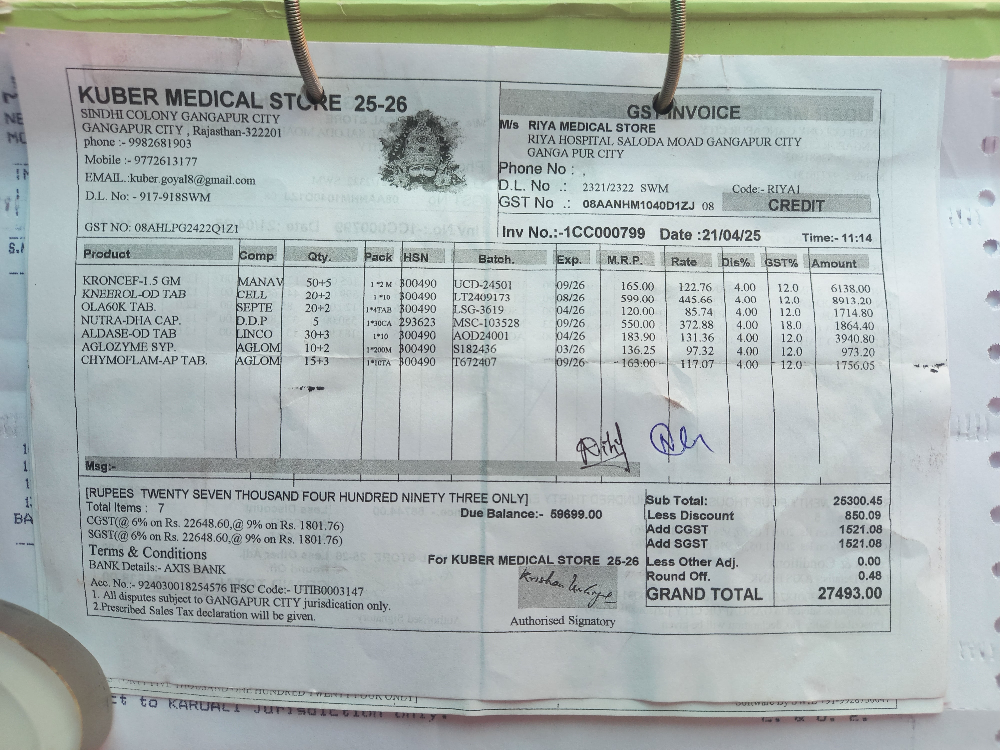 KUBER MEDICAL STORE 25-26
SINDHI COLONY GANGAPUR CITY
GANGAPUR CITY , Rajasthan-322201
phone :- 9982681903
Mobile :- 9772613177
EMAIL.:kuber.goyal8@gmail.com
D.L. No: - 917-918SWM
GST NO: 08AHLPG2422Q1Z1
GST INVOICE
M/s RIYA MEDICAL STORE
RIYA HOSPITAL SALODA MOAD GANGAPUR CITY
GANGA PUR CITY
Phone No : ,
D.L. No .: 2321/2322 SWM Code:- RIYA1
GST No .: 08AANHM1040D1ZJ 08 CREDIT
Inv No.:-1CC000799 Date :21/04/25 Time:- 11:14
Product Comp Qty. Pack HSN Batch. Exp. M.R.P. Rate Dis% GST% Amount
KRONCEF-1.5 GM MANAV 50+5 1*2 M 300490 UCD-24501 09/26 165.00 122.76 4.00 12.0 6138.00
KNEEROL-OD TAB CELL 20+2 1*10 300490 LT2409173 08/26 599.00 445.66 4.00 12.0 8913.20
OLA60K TAB. SEPTE 20+2 1*4TAB 300490 LSG-3619 04/26 120.00 85.74 4.00 12.0 1714.80
NUTRA-DHA CAP. D.D.P 5 1*30CA 293623 MSC-103528 09/26 550.00 372.88 4.00 18.0 1864.40
ALDASE-OD TAB LINCO 30+3 1*10 300490 AOD24001 04/26 183.90 131.36 4.00 12.0 3940.80
AGLOZYME SYP. AGLOM 10+2 1*200M 300490 S182436 03/26 136.25 97.32 4.00 12.0 973.20
CHYMOFLAM-AP TAB. AGLOM 15+3 1*10TA 300490 T672407 09/26 163.00 117.07 4.00 12.0 1756.05
Msg:-
[RUPEES TWENTY SEVEN THOUSAND FOUR HUNDRED NINETY THREE ONLY]
Total Items : 7 Due Balance:- 59699.00
CGST(@ 6% on Rs. 22648.60,@ 9% on Rs. 1801.76)
SGST(@ 6% on Rs. 22648.60,@ 9% on Rs. 1801.76)
Terms & Conditions
BANK Details:- AXIS BANK
Acc. No.:- 924030018254576 IFSC Code:- UTIB0003147
1. All disputes subject to GANGAPUR CITY jurisdication only.
2.Prescribed Sales Tax declaration will be given.
For KUBER MEDICAL STORE 25-26
Authorised Signatory
Sub Total: 25300.45
Less Discount 850.09
Add CGST 1521.08
Add SGST 1521.08
Less Other Adj. 0.00
Round Off. 0.48
GRAND TOTAL 27493.00
ct to KARUALI Jurisdiction only.